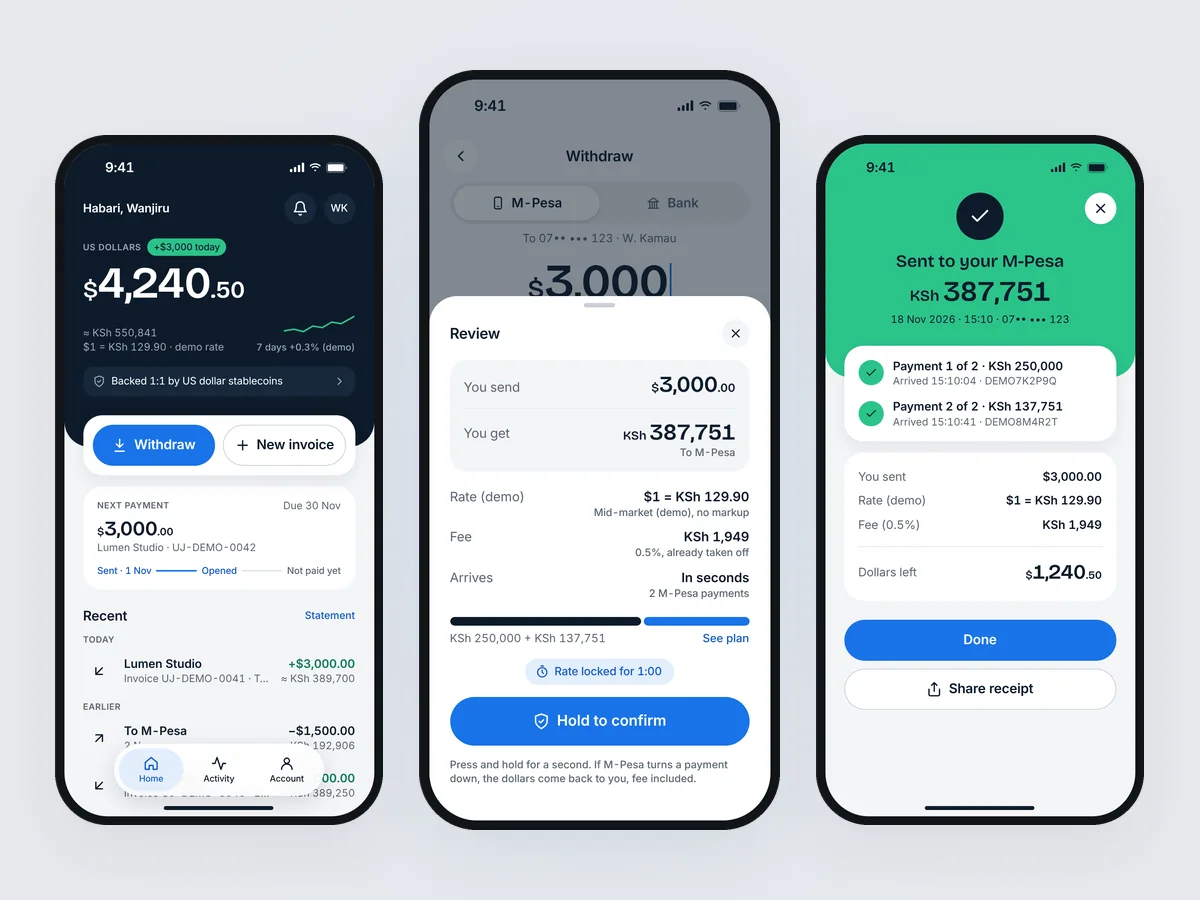 9:41
Habari, Wanjiru
WK
US DOLLARS
+$3,000 today
$4,240.50
≈ KSh 550,841
$1 = KSh 129.90 · demo rate
7 days +0.3% (demo)
Backed 1:1 by US dollar stablecoins
Withdraw
New invoice
NEXT PAYMENT
Due 30 Nov
$3,000.00
Lumen Studio · UJ-DEMO-0042
Sent · 1 Nov
Opened
Not paid yet
Recent
Statement
TODAY
Lumen Studio
+$3,000.00
Invoice UJ-DEMO-0041 · T...
≈ KSh 389,700
EARLIER
To M-Pesa
−$1,500.00
192,906
00.00
389,250
Home
Activity
Account
9:41
Withdraw
M-Pesa
Bank
To 07•• ••• 123 · W. Kamau
$3,000
Review
You send
$3,000.00
You get
KSh 387,751
To M-Pesa
Rate (demo)
$1 = KSh 129.90
Mid-market (demo), no markup
Fee
KSh 1,949
0.5%, already taken off
Arrives
In seconds
2 M-Pesa payments
KSh 250,000 + KSh 137,751
See plan
Rate locked for 1:00
Hold to confirm
Press and hold for a second. If M-Pesa turns a payment
down, the dollars come back to you, fee included.
9:41
Sent to your M-Pesa
KSh 387,751
18 Nov 2026 · 15:10 · 07•• ••• 123
Payment 1 of 2 · KSh 250,000
Arrived 15:10:04 · DEMO7K2P9Q
Payment 2 of 2 · KSh 137,751
Arrived 15:10:41 · DEMO8M4R2T
You sent
$3,000.00
Rate (demo)
$1 = KSh 129.90
Fee (0.5%)
KSh 1,949
Dollars left
$1,240.50
Done
Share receipt